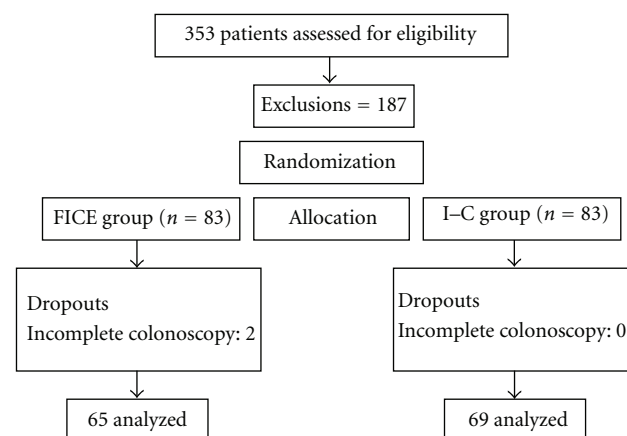 353 patients assessed for eligibility
Exclusions = 187
Randomization
FICE group (n = 83)
Allocation
I–C group (n = 83)
Dropouts
Incomplete colonoscopy: 2
Dropouts
Incomplete colonoscopy: 0
65 analyzed
69 analyzed